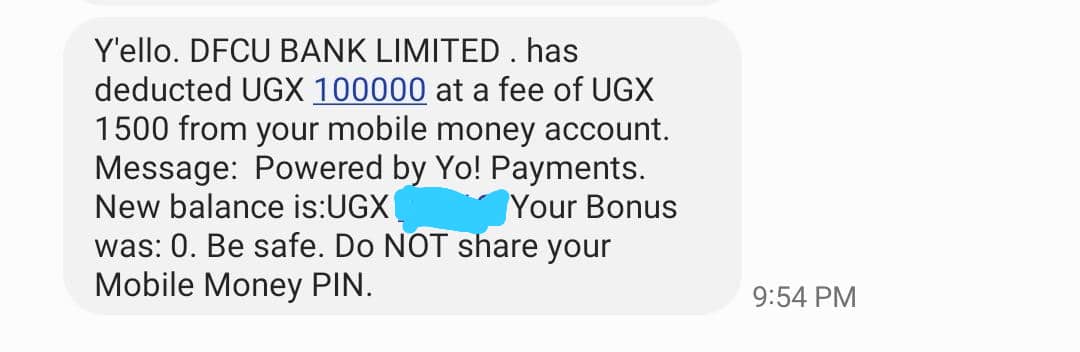 Y'ello. DFCU BANK LIMITED . has
deducted UGX 100000 at a fee of UGX
1500 from your mobile money account.
Message:  Powered by Yo! Payments.
New balance is:UGX Your Bonus
was: 0. Be safe. Do NOT share your
Mobile Money PIN.
9:54 PM